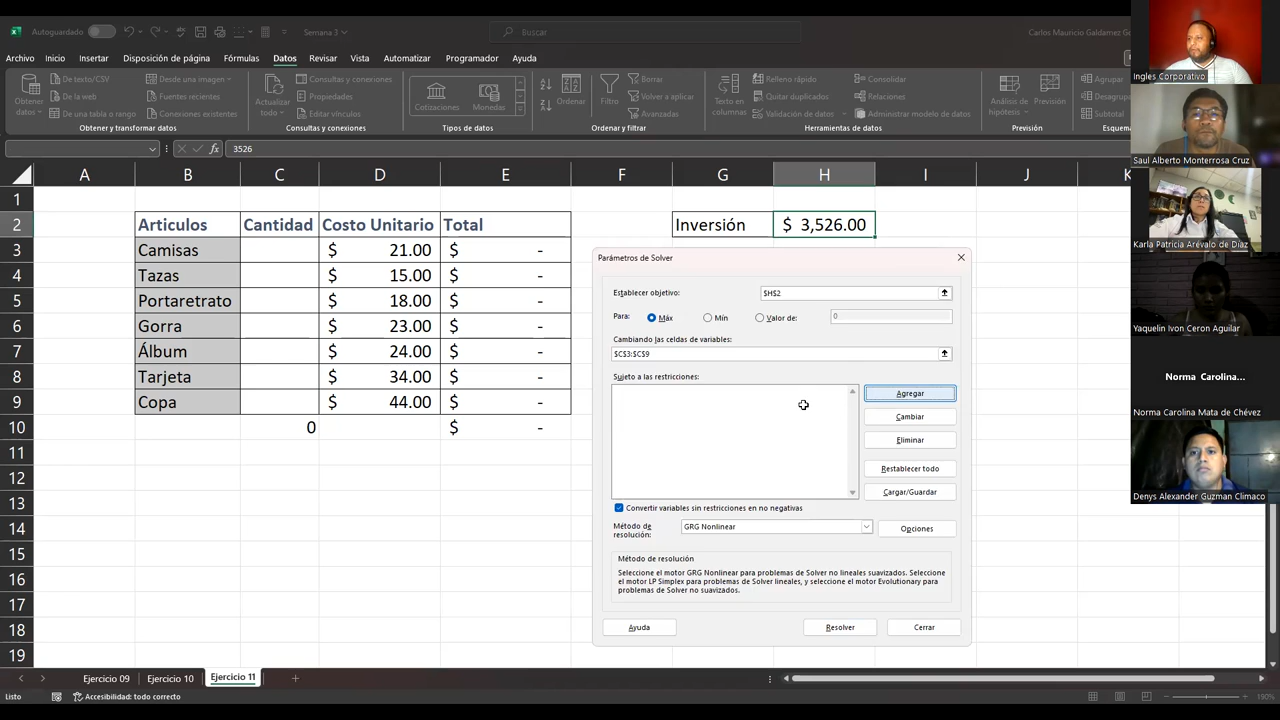 Autoguardado
Semana 3
Buscar
Carlos Mauricio Galdamez
Archivo Inicio Insertar Disposición de página Fórmulas Datos Revisar Vista Automatizar Programador Ayuda
Obtener datos
De texto/CSV
De la web
De una tabla o rango
Desde una imagen
Fuentes recientes
Conexiones existentes
Obtener y transformar datos
Actualizar todo
Consultas y conexiones
Propiedades
Editar vínculos
Consultas y conexiones
Cotizaciones
Monedas
Tipos de datos
Ordenar
Filtro
Borrar
Volver a aplicar
Avanzadas
Ordenar y filtrar
Texto en columnas
Relleno rápido
Quitar duplicados
Validación de datos
Consolidar
Relaciones
Administrar modelo de datos
Herramientas de datos
Análisis de hipótesis
Previsión
Previsión
Agrupar
Desagrup
Subtotal
Esquema
fx 3526
A B C D E F G H I J K
1
2 Articulos Cantidad Costo Unitario Total Inversión $ 3,526.00
3 Camisas $ 21.00 $ -
4 Tazas $ 15.00 $ -
5 Portaretrato $ 18.00 $ -
6 Gorra $ 23.00 $ -
7 Álbum $ 24.00 $ -
8 Tarjeta $ 34.00 $ -
9 Copa $ 44.00 $ -
10 0 $ -
11
12
13
14
15
16
17
18
19
Parámetros de Solver
Establecer objetivo: $H$2
Para: Máx Mín Valor de: 0
Cambiando las celdas de variables:
$C$3:$C$9
Sujeto a las restricciones:
Agregar
Cambiar
Eliminar
Restablecer todo
Cargar/Guardar
Convertir variables sin restricciones en no negativas
Método de resolución: GRG Nonlinear Opciones
Método de resolución
Seleccione el motor GRG Nonlinear para problemas de Solver no lineales suavizados. Seleccione
el motor LP Simplex para problemas de Solver lineales, y seleccione el motor Evolutionary para
problemas de Solver no suavizados.
Ayuda Resolver Cerrar
Ejercicio 09 Ejercicio 10 Ejercicio 11
Listo Accesibilidad: todo correcto 190%
Ingles Corporativo
Saul Alberto Monterrosa Cruz
Karla Patricia Arévalo de Díaz
Yaquelin Ivon Ceron Aguilar
Norma Carolina...
Norma Carolina Mata de Chévez
Denys Alexander Guzman Climaco